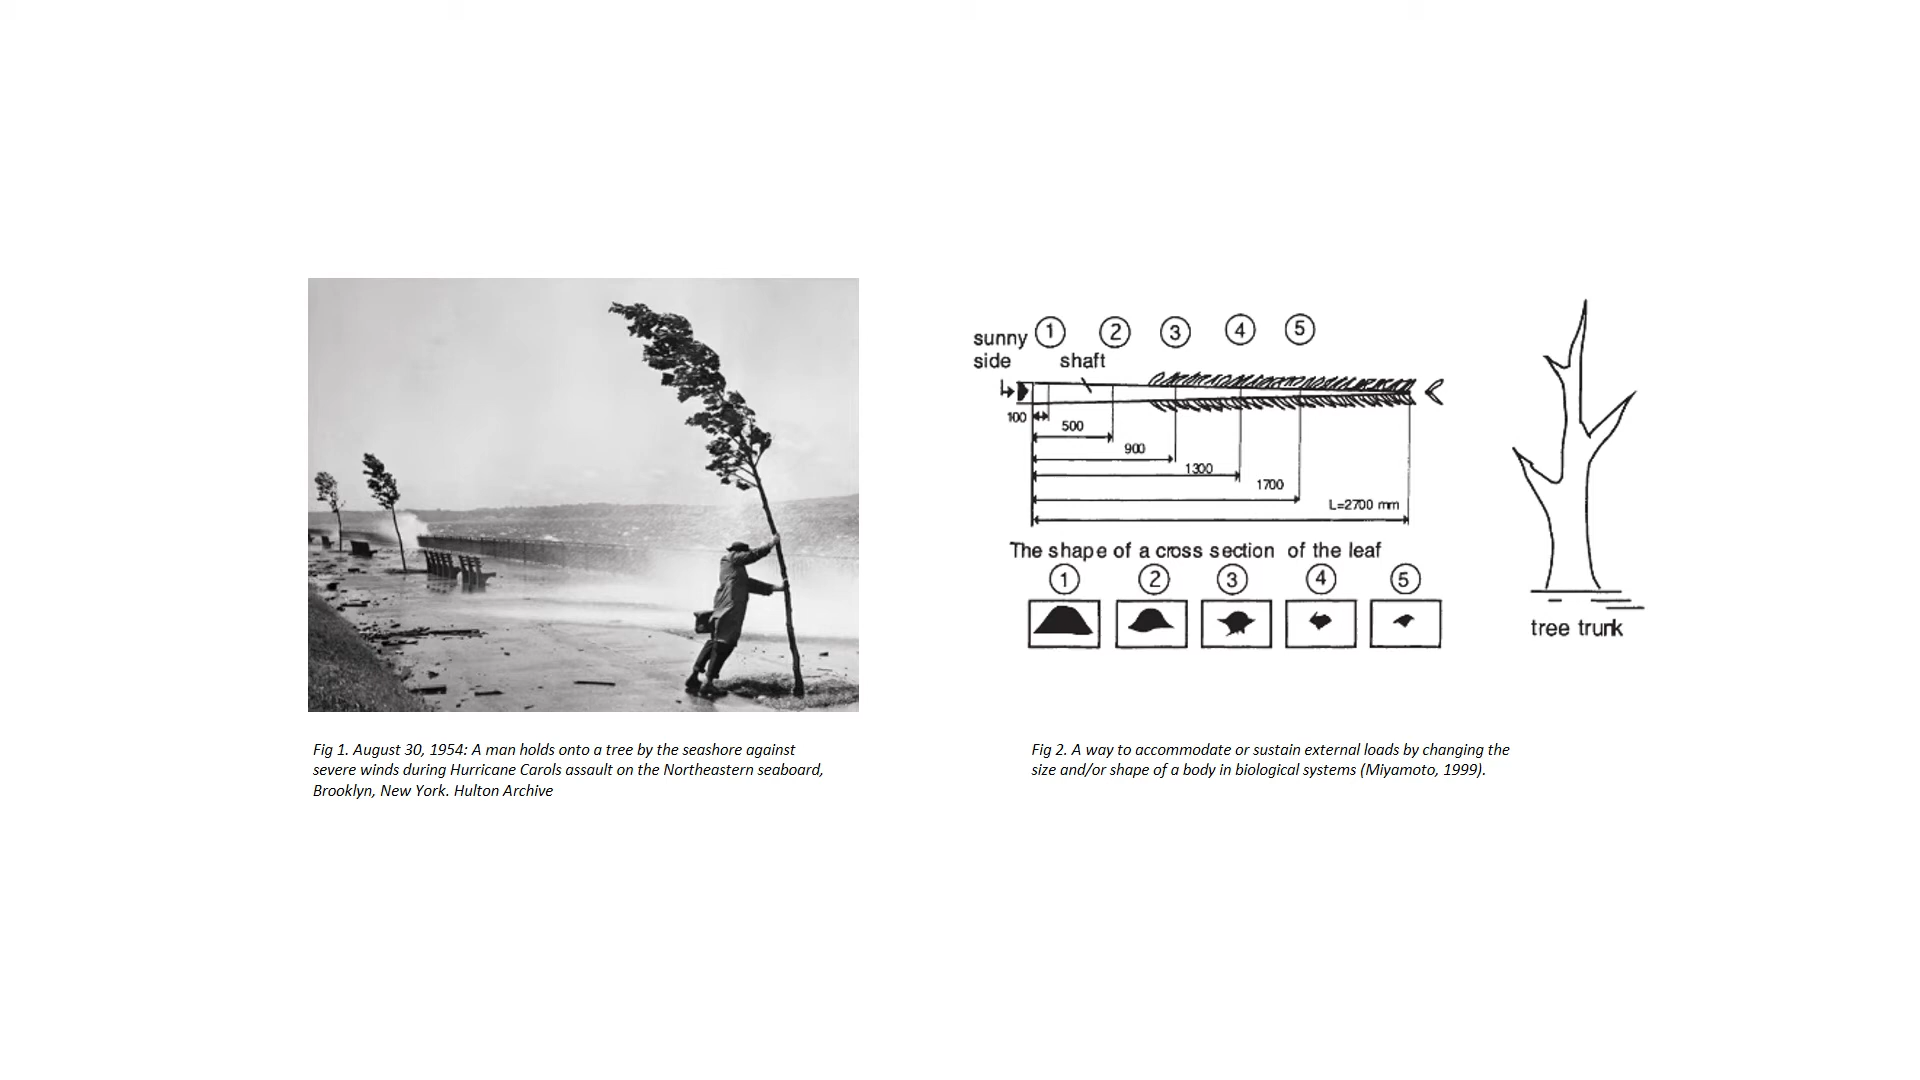 sunny
side
1
2
3
4
5
shaft
100
500
900
1300
1700
L=2700 mm
The shape of a cross section of the leaf
1
2
3
4
5
tree trunk
Fig 1. August 30, 1954: A man holds onto a tree by the seashore against
severe winds during Hurricane Carols assault on the Northeastern seaboard,
Brooklyn, New York. Hulton Archive
Fig 2. A way to accommodate or sustain external loads by changing the
size and/or shape of a body in biological systems (Miyamoto, 1999).